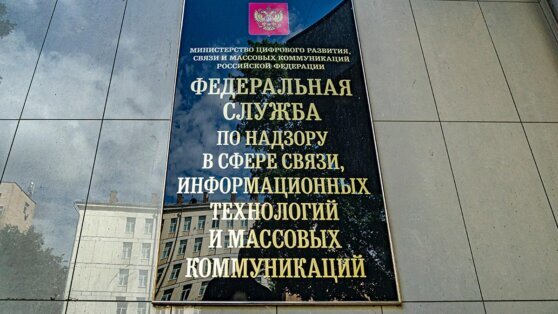 МИНИСТЕРСТВО ЦИФРОВОГО РАЗВИТИЯ,
СВЯЗИ И МАССОВЫХ КОММУНИКАЦИЙ
РОССИЙСКОЙ ФЕДЕРАЦИИ
ФЕДЕРАЛЬНАЯ
СЛУЖБА
ПО НАДЗОРУ
В СФЕРЕ СВЯЗИ,
ИНФОРМАЦИОННЫХ
ТЕХНОЛОГИЙ
И МАССОВЫХ
КОММУНИКАЦИЙ